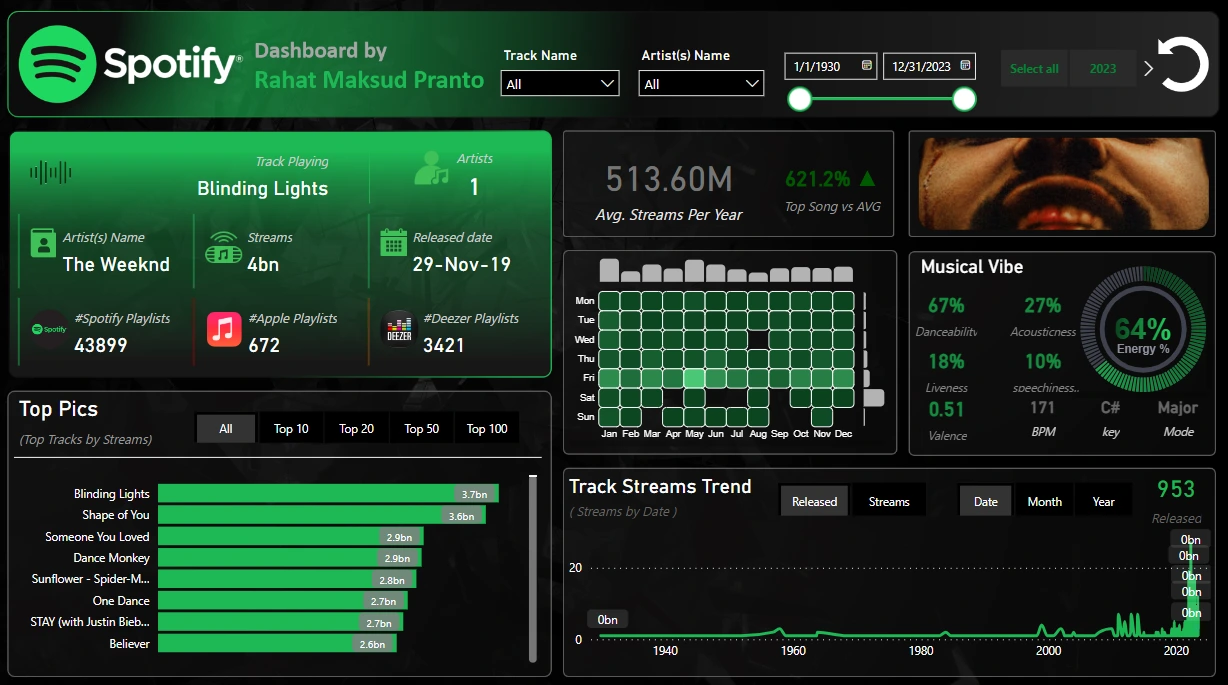 Spotify®
Dashboard by
Rahat Maksud Pranto
Track Name
All
Artist(s) Name
All
1/1/1930
12/31/2023
Select all
2023
Track Playing
Blinding Lights
Artists
1
Artist(s) Name
The Weeknd
Streams
4bn
Released date
29-Nov-19
Spotify
#Spotify Playlists
43899
#Apple Playlists
672
DEEZER
#Deezer Playlists
3421
513.60M
Avg. Streams Per Year
621.2% ▲
Top Song vs AVG
Mon
Tue
Wed
Thu
Fri
Sat
Sun
Jan Feb Mar Apr May Jun Jul Aug Sep Oct Nov Dec
Musical Vibe
67%
Danceability
27%
Acousticness
18%
Liveness
10%
speechiness..
64%
Energy %
0.51
Valence
171
BPM
C#
key
Major
Mode
Top Pics
(Top Tracks by Streams)
All
Top 10
Top 20
Top 50
Top 100
Blinding Lights 3.7bn
Shape of You 3.6bn
Someone You Loved 2.9bn
Dance Monkey 2.9bn
Sunflower - Spider-M... 2.8bn
One Dance 2.7bn
STAY (with Justin Bieb... 2.7bn
Believer 2.6bn
Track Streams Trend
( Streams by Date )
Released
Streams
Date
Month
Year
953
Released
0bn
0bn
0bn
0bn
0bn
0bn
20
0
1940 1960 1980 2000 2020